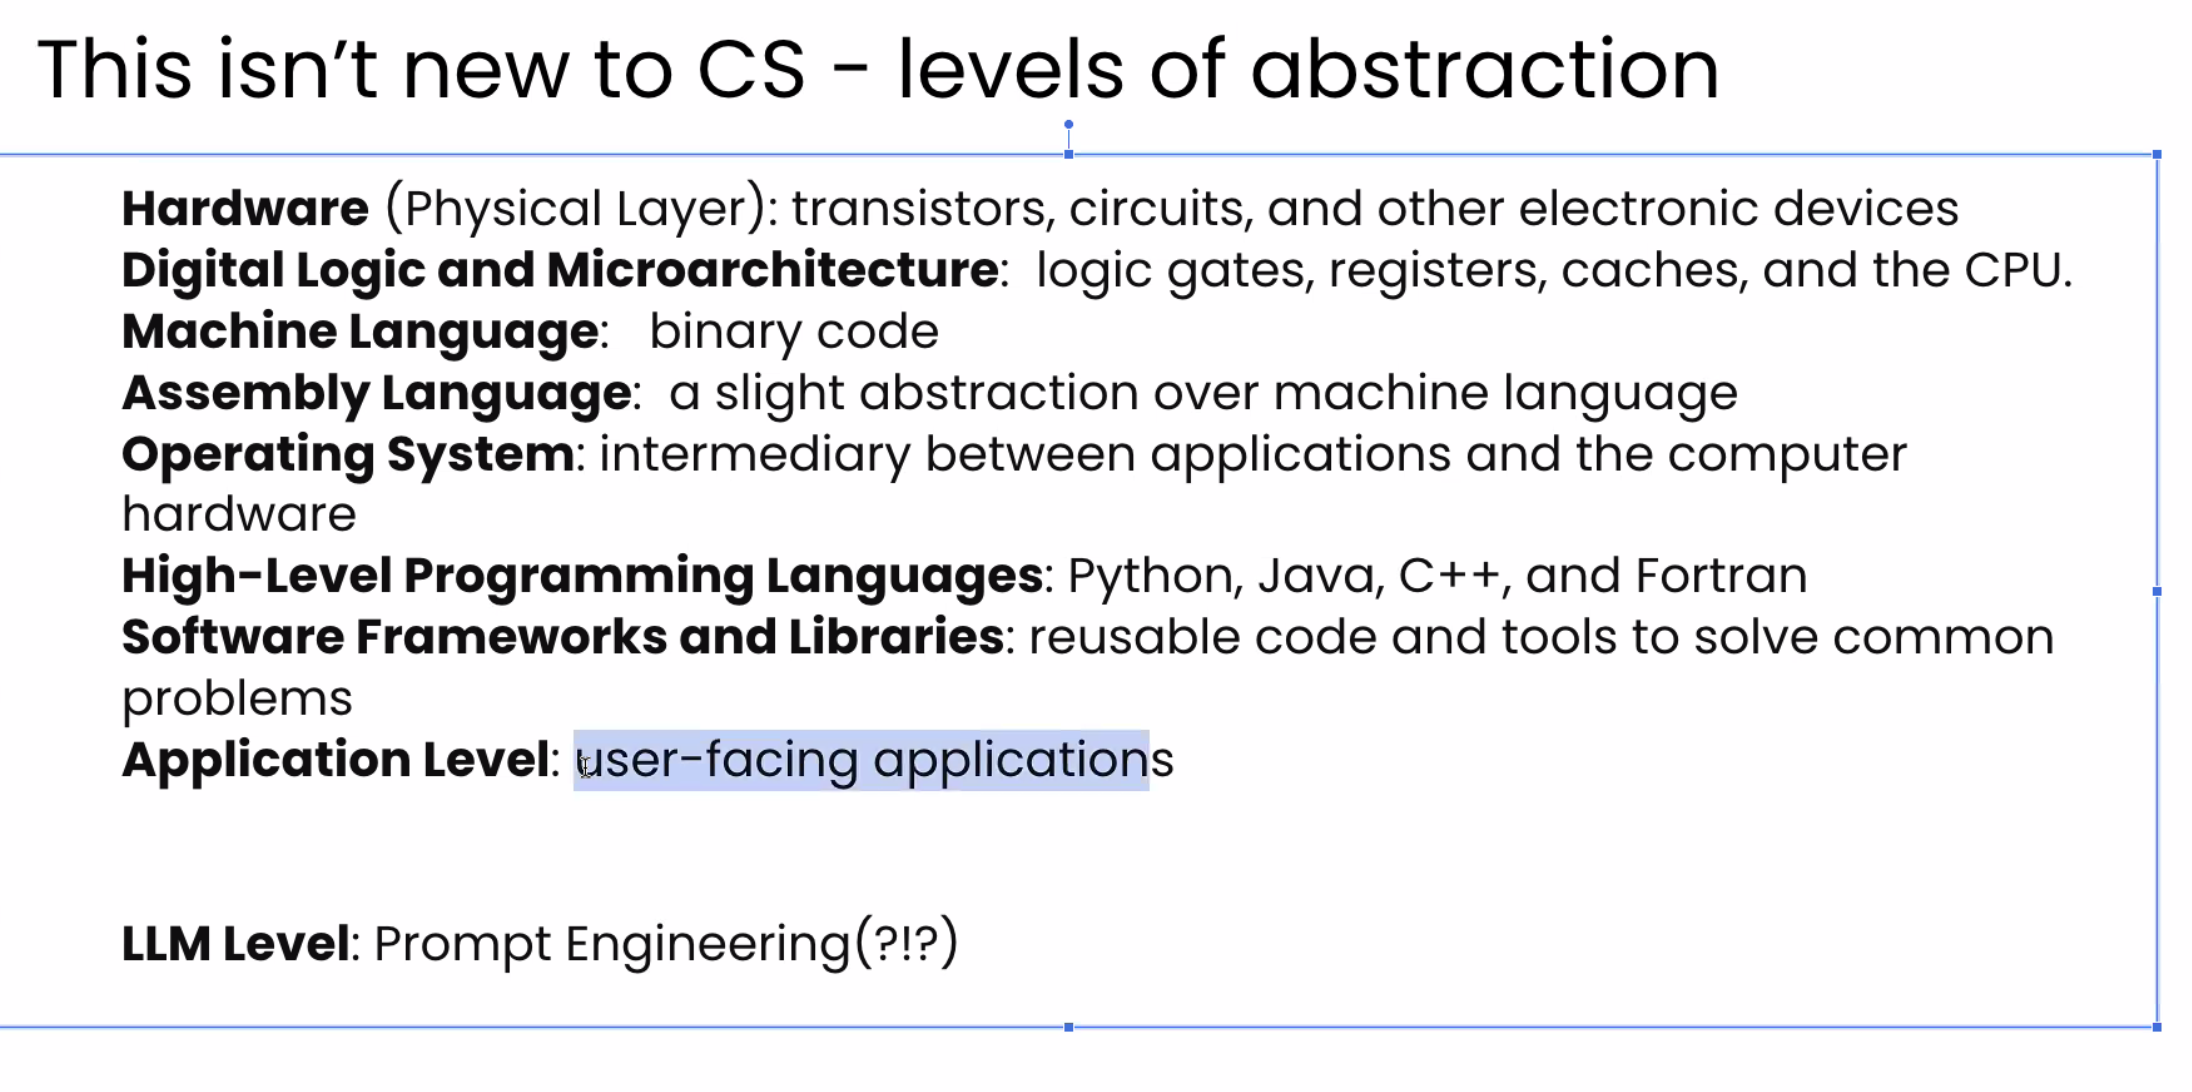 This isn’t new to CS - levels of abstraction
Hardware (Physical Layer): transistors, circuits, and other electronic devices
Digital Logic and Microarchitecture: logic gates, registers, caches, and the CPU.
Machine Language: binary code
Assembly Language: a slight abstraction over machine language
Operating System: intermediary between applications and the computer
hardware
High-Level Programming Languages: Python, Java, C++, and Fortran
Software Frameworks and Libraries: reusable code and tools to solve common
problems
Application Level: user-facing applications
LLM Level: Prompt Engineering(?!?)